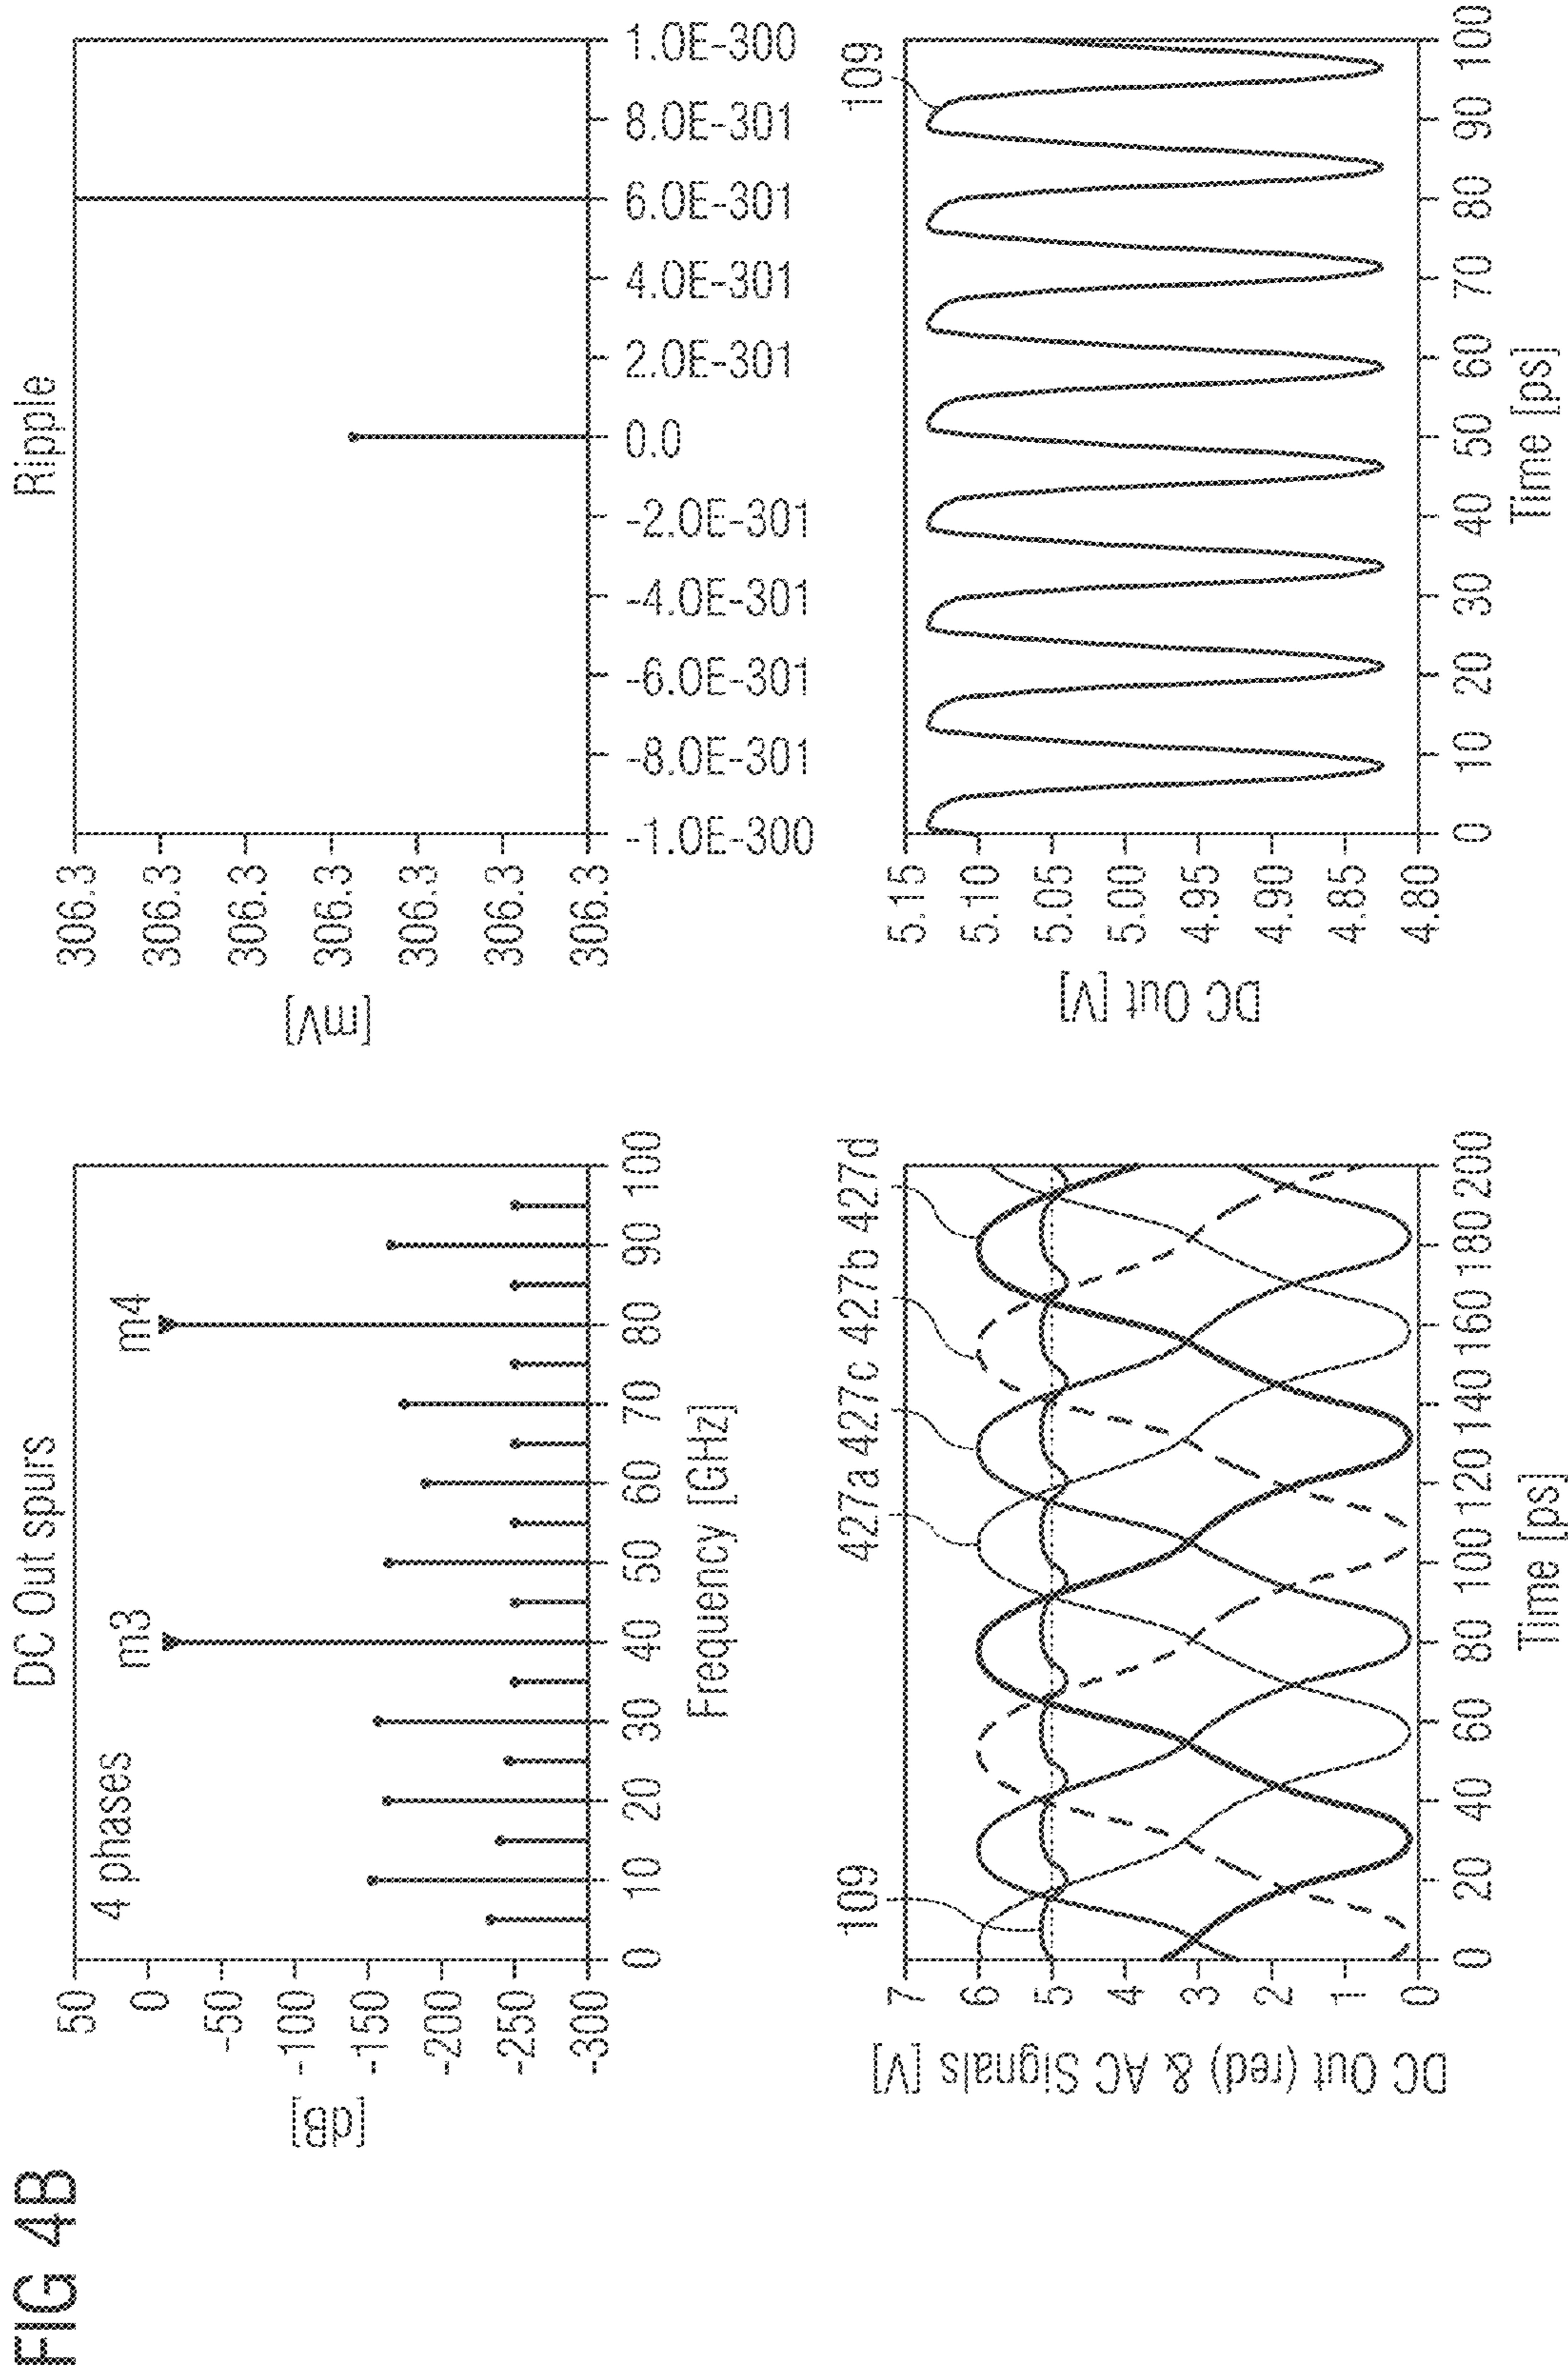 FIG 4B
DC Out spurs
4 phases
m3
m4
[dB]
50
0
-50
-100
-150
-200
-250
-300
0 10 20 30 40 50 60 70 80 90 100
Frequency [GHz]
Ripple
[mV]
306.3
306.3
306.3
306.3
306.3
306.3
306.3
-1.0E-300
-8.0E-301
-6.0E-301
-4.0E-301
-2.0E-301
0.0
2.0E-301
4.0E-301
6.0E-301
8.0E-301
1.0E-300
109
427a 427c 427b 427d
DC Out (red) & AC Signals [V]
7
6
5
4
3
2
1
0
0 20 40 60 80 100 120 140 160 180 200
Time [ps]
109
DC Out [V]
5.15
5.10
5.05
5.00
4.95
4.90
4.85
4.80
0 10 20 30 40 50 60 70 80 90 100
Time [ps]